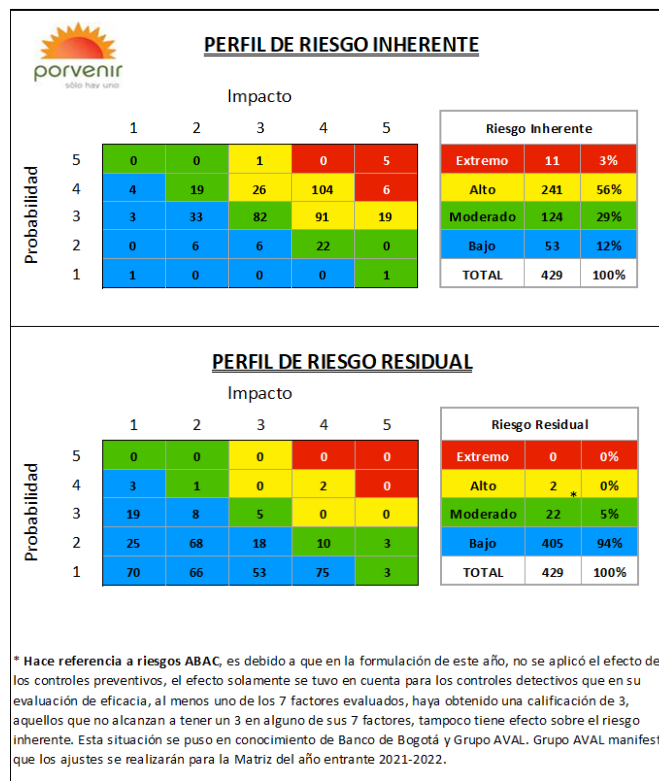 porvenir
sólo hay uno
PERFIL DE RIESGO INHERENTE
Impacto
1 2 3 4 5
Probabilidad
5 0 0 1 0 5
4 4 19 26 104 6
3 3 33 82 91 19
2 0 6 6 22 0
1 1 0 0 0 1
Riesgo Inherente
Extremo 11 3%
Alto 241 56%
Moderado 124 29%
Bajo 53 12%
TOTAL 429 100%
PERFIL DE RIESGO RESIDUAL
Impacto
1 2 3 4 5
Probabilidad
5 0 0 0 0 0
4 3 1 0 2 0
3 19 8 5 0 0
2 25 68 18 10 3
1 70 66 53 75 3
Riesgo Residual
Extremo 0 0%
Alto 2 * 0%
Moderado 22 5%
Bajo 405 94%
TOTAL 429 100%
* Hace referencia a riesgos ABAC, es debido a que en la formulación de este año, no se aplicó el efecto de
los controles preventivos, el efecto solamente se tuvo en cuenta para los controles detectivos que en su
evaluación de eficacia, al menos uno de los 7 factores evaluados, haya obtenido una calificación de 3,
aquellos que no alcanzan a tener un 3 en alguno de sus 7 factores, tampoco tiene efecto sobre el riesgo
inherente. Esta situación se puso en conocimiento de Banco de Bogotá y Grupo AVAL. Grupo AVAL manifest
que los ajustes se realizarán para la Matriz del año entrante 2021-2022.